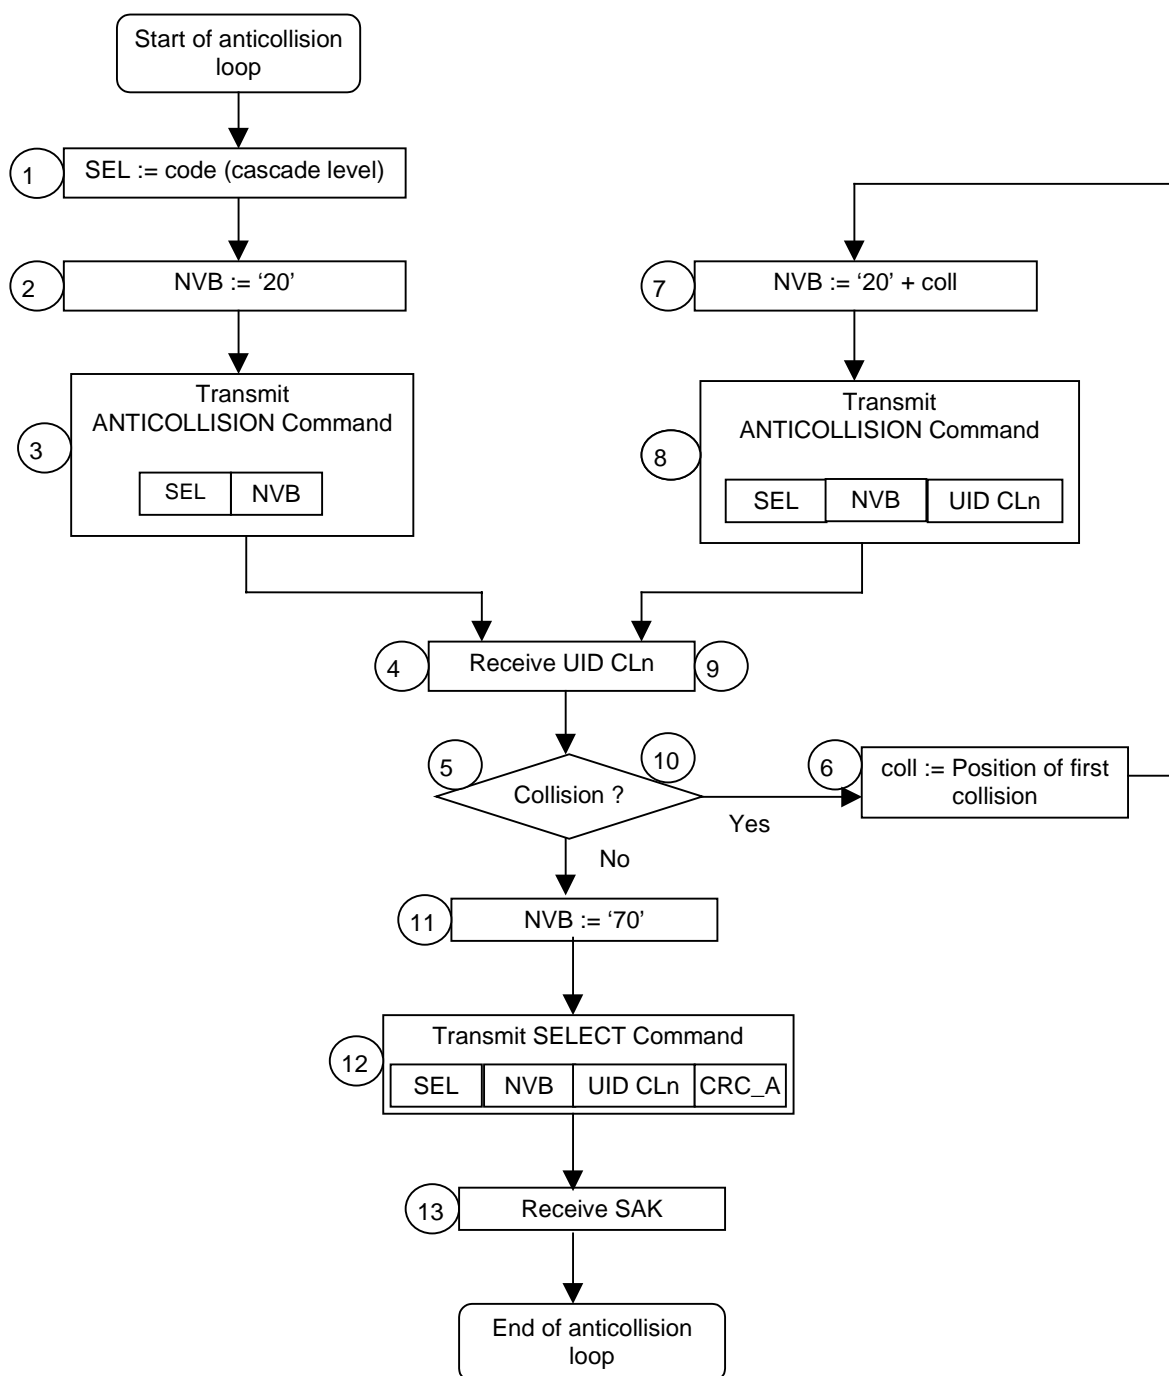 Start of anticollision
loop
1
SEL := code (cascade level)
2
NVB := ‘20’
3
Transmit
ANTICOLLISION Command
SEL NVB
7
NVB := ‘20’ + coll
8
Transmit
ANTICOLLISION Command
SEL NVB UID CLn
4
Receive UID CLn
9
5
Collision ?
10
Yes
No
6
coll := Position of first
collision
11
NVB := ‘70’
12
Transmit SELECT Command
SEL NVB UID CLn CRC_A
13
Receive SAK
End of anticollision
loop